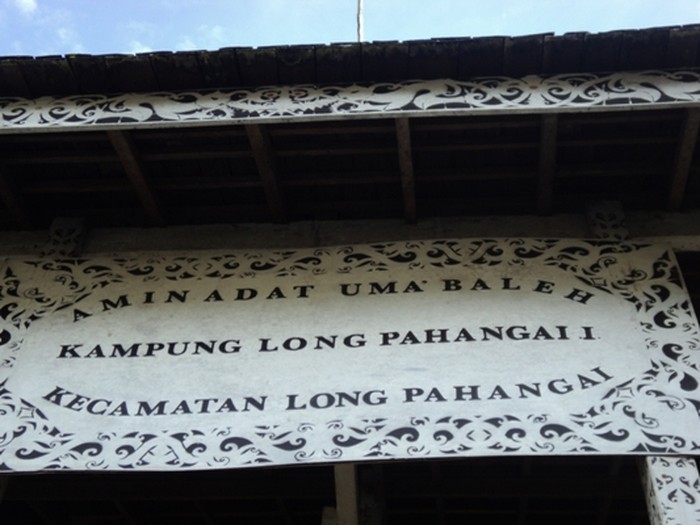 AMIN ADAT UMA' BALEH
KAMPUNG LONG PAHANGAI I.
KECAMATAN LONG PAHANGAI